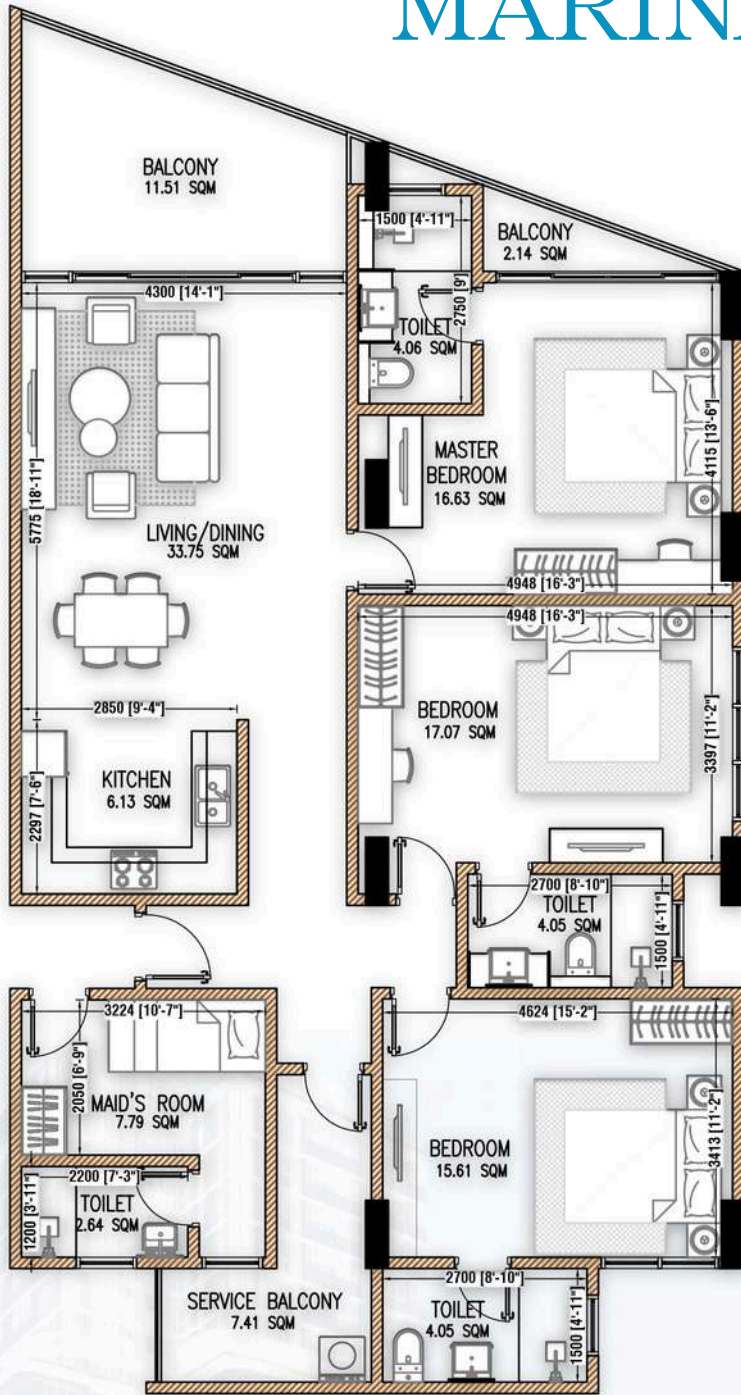 MARINA
BALCONY
11.51 SQM
1500 [4'-11"]
BALCONY
2.14 SQM
4300 [14'-1"]
2750 [9']
TOILET
4.06 SQM
5775 [18'-11"]
MASTER
BEDROOM
16.63 SQM
4115 [13'-6"]
LIVING/DINING
33.75 SQM
4948 [16'-3"]
4948 [16'-3"]
2850 [9'-4"]
BEDROOM
17.07 SQM
3397 [11'-2"]
KITCHEN
6.13 SQM
2297 [7'-6"]
2700 [8'-10"]
TOILET
4.05 SQM
1500 [4'-11"]
3224 [10'-7"]
4624 [15'-2"]
2050 [6'-9"]
MAID'S ROOM
7.79 SQM
BEDROOM
15.61 SQM
3413 [11'-2"]
2200 [7'-3"]
TOILET
2.64 SQM
1200 [3'-11"]
2700 [8'-10"]
SERVICE BALCONY
7.41 SQM
TOILET
4.05 SQM
1500 [4'-11"]